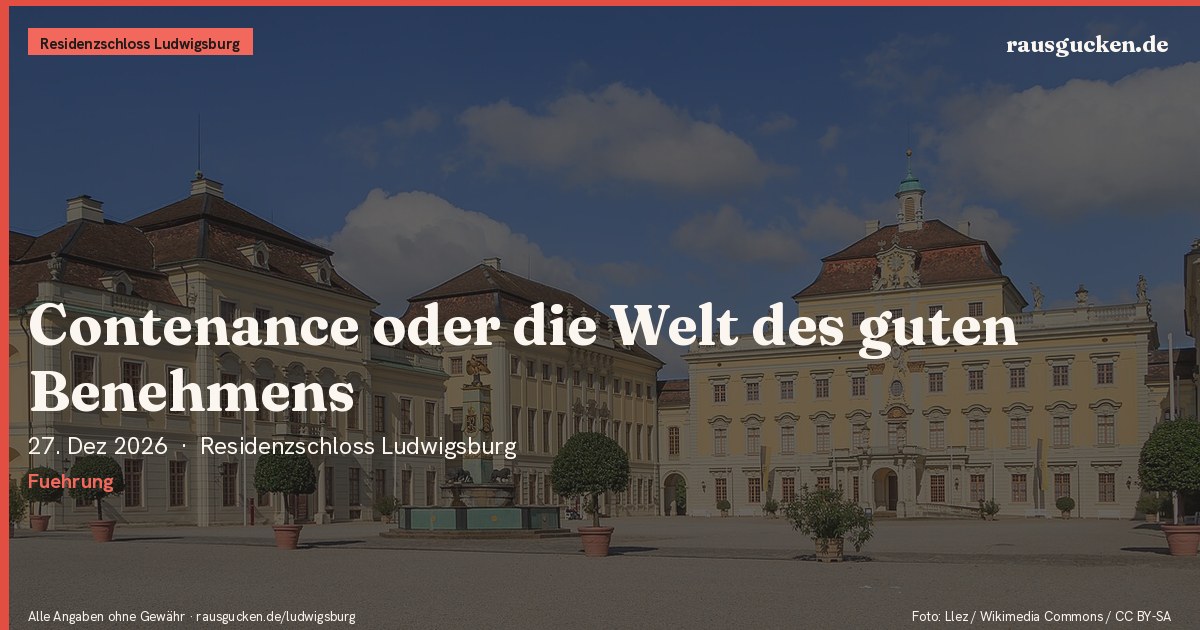 Residenzschloss Ludwigsburg
rausgucken.de
Contenance oder die Welt des guten
Benehmens
27. Dez 2026 · Residenzschloss Ludwigsburg
Fuehrung
Alle Angaben ohne Gewähr · rausgucken.de/ludwigsburg
Foto: Llez / Wikimedia Commons / CC BY-SA